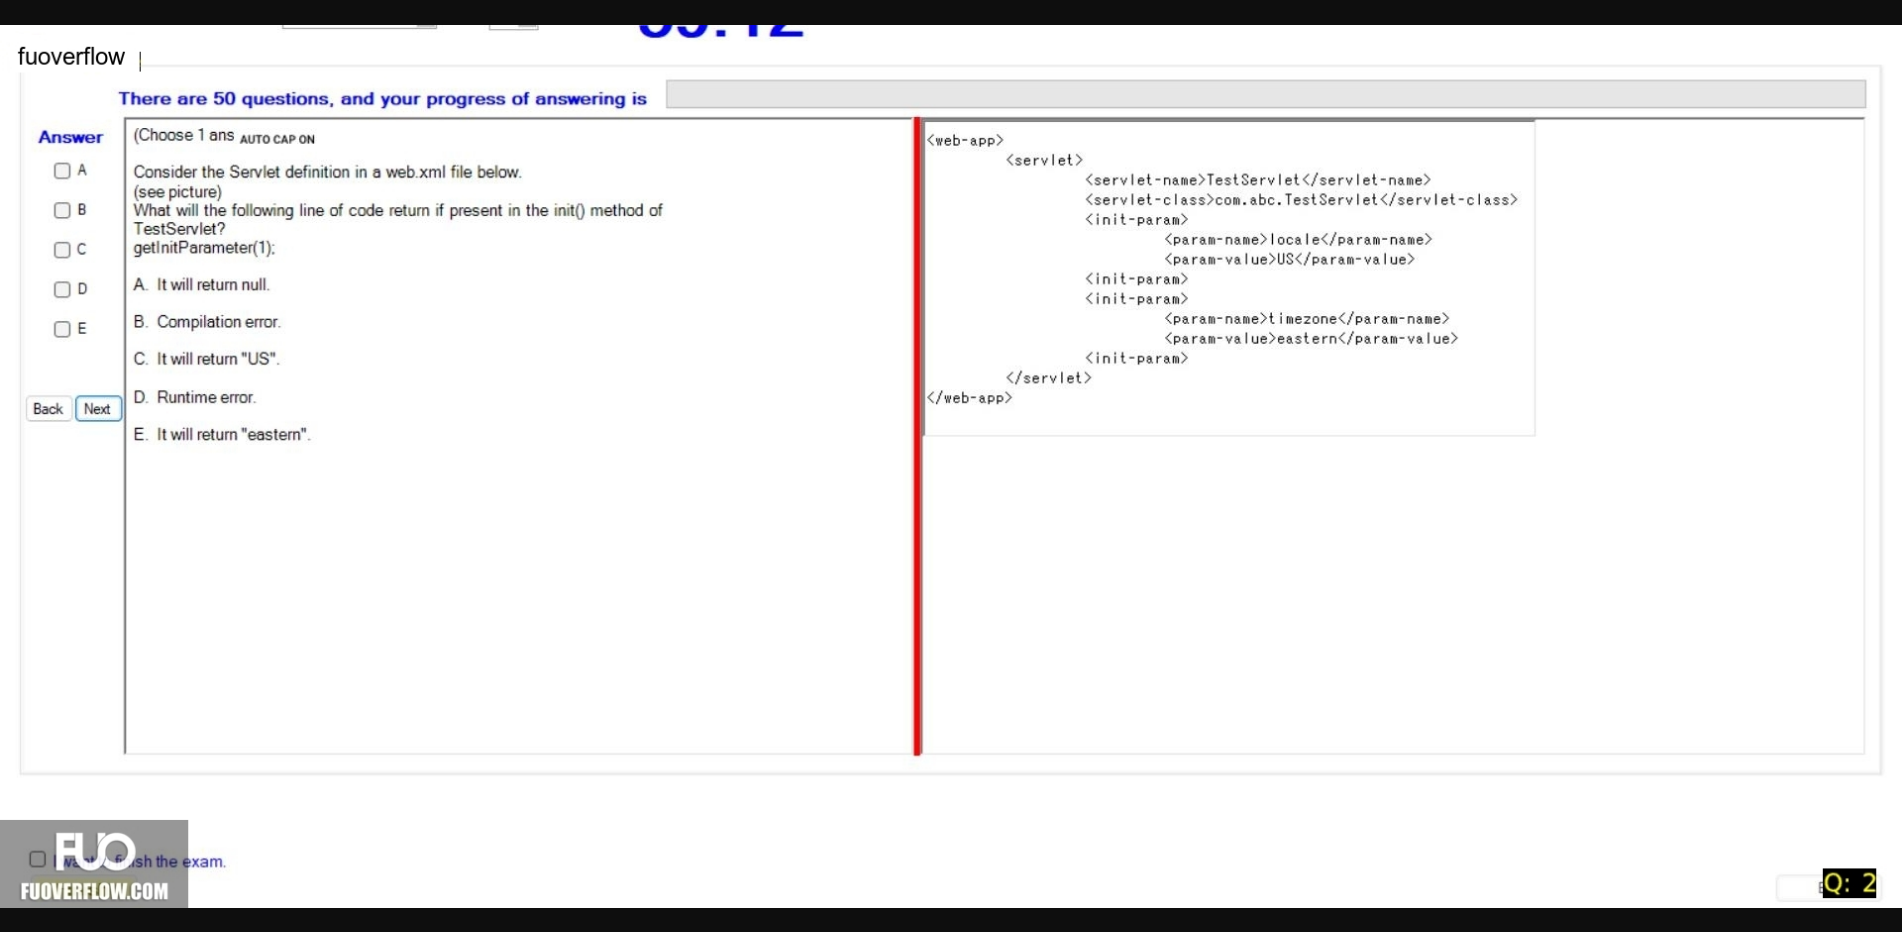 fuoverflow
There are 50 questions, and your progress of answering is
Answer
A
B
C
D
E
Back
Next
(Choose 1 ans AUTO CAP ON
Consider the Servlet definition in a web.xml file below.
(see picture)
What will the following line of code return if present in the init() method of
TestServlet?
getInitParameter(1);
A. It will return null.
B. Compilation error.
C. It will return "US".
D. Runtime error.
E. It will return "eastern".
<web-app>
<servlet>
<servlet-name>TestServlet</servlet-name>
<servlet-class>com.abc.TestServlet</servlet-class>
<init-param>
<param-name>locale</param-name>
<param-value>US</param-value>
<init-param>
<init-param>
<param-name>timezone</param-name>
<param-value>eastern</param-value>
<init-param>
</servlet>
</web-app>
FUO
the exam.
FUOVERFLOW.COM
Q: 2